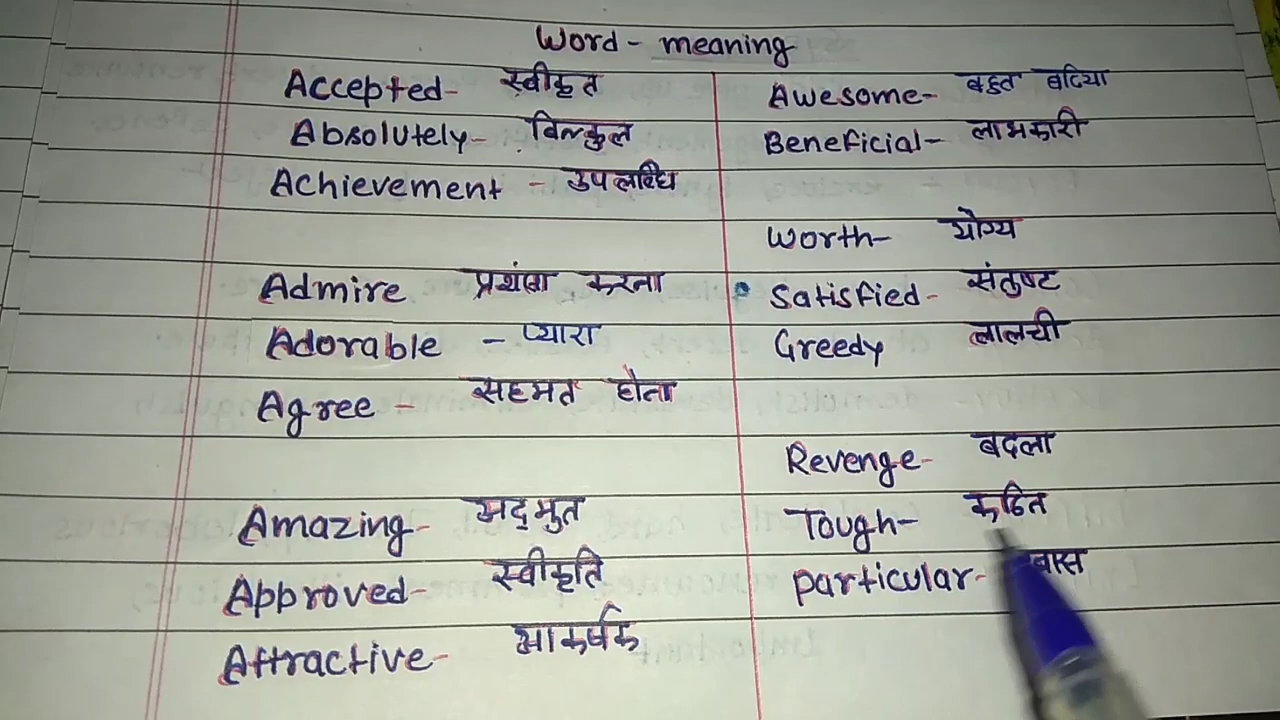 Word - meaning
Accepted- स्वीकृत
Absolutely- बिल्कुल
Achievement - उपलब्धि
Admire प्रशंसा करना
Adorable - प्यारा
Agree - सहमत होना
Amazing- अद्भुत
Approved- स्वीकृति
Attractive- आकर्षक
Awesome- बहुत बढिया
Beneficial- लाभकारी
Worth- योग्य
Satisfied- संतुष्ट
Greedy लालची
Revenge- बदला
Tough- कठिन
particular-